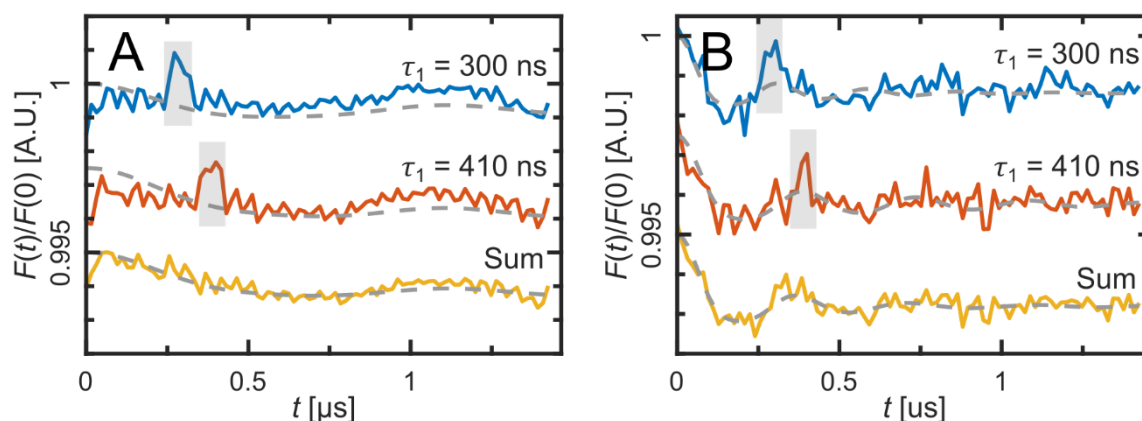 A
τ₁ = 300 ns
τ₁ = 410 ns
Sum
F(t)/F(0) [A.U.]
1
0.995
0
0.5
1
t [μs]
B
τ₁ = 300 ns
τ₁ = 410 ns
Sum
F(t)/F(0) [A.U.]
1
0.995
0
0.5
1
t [us]